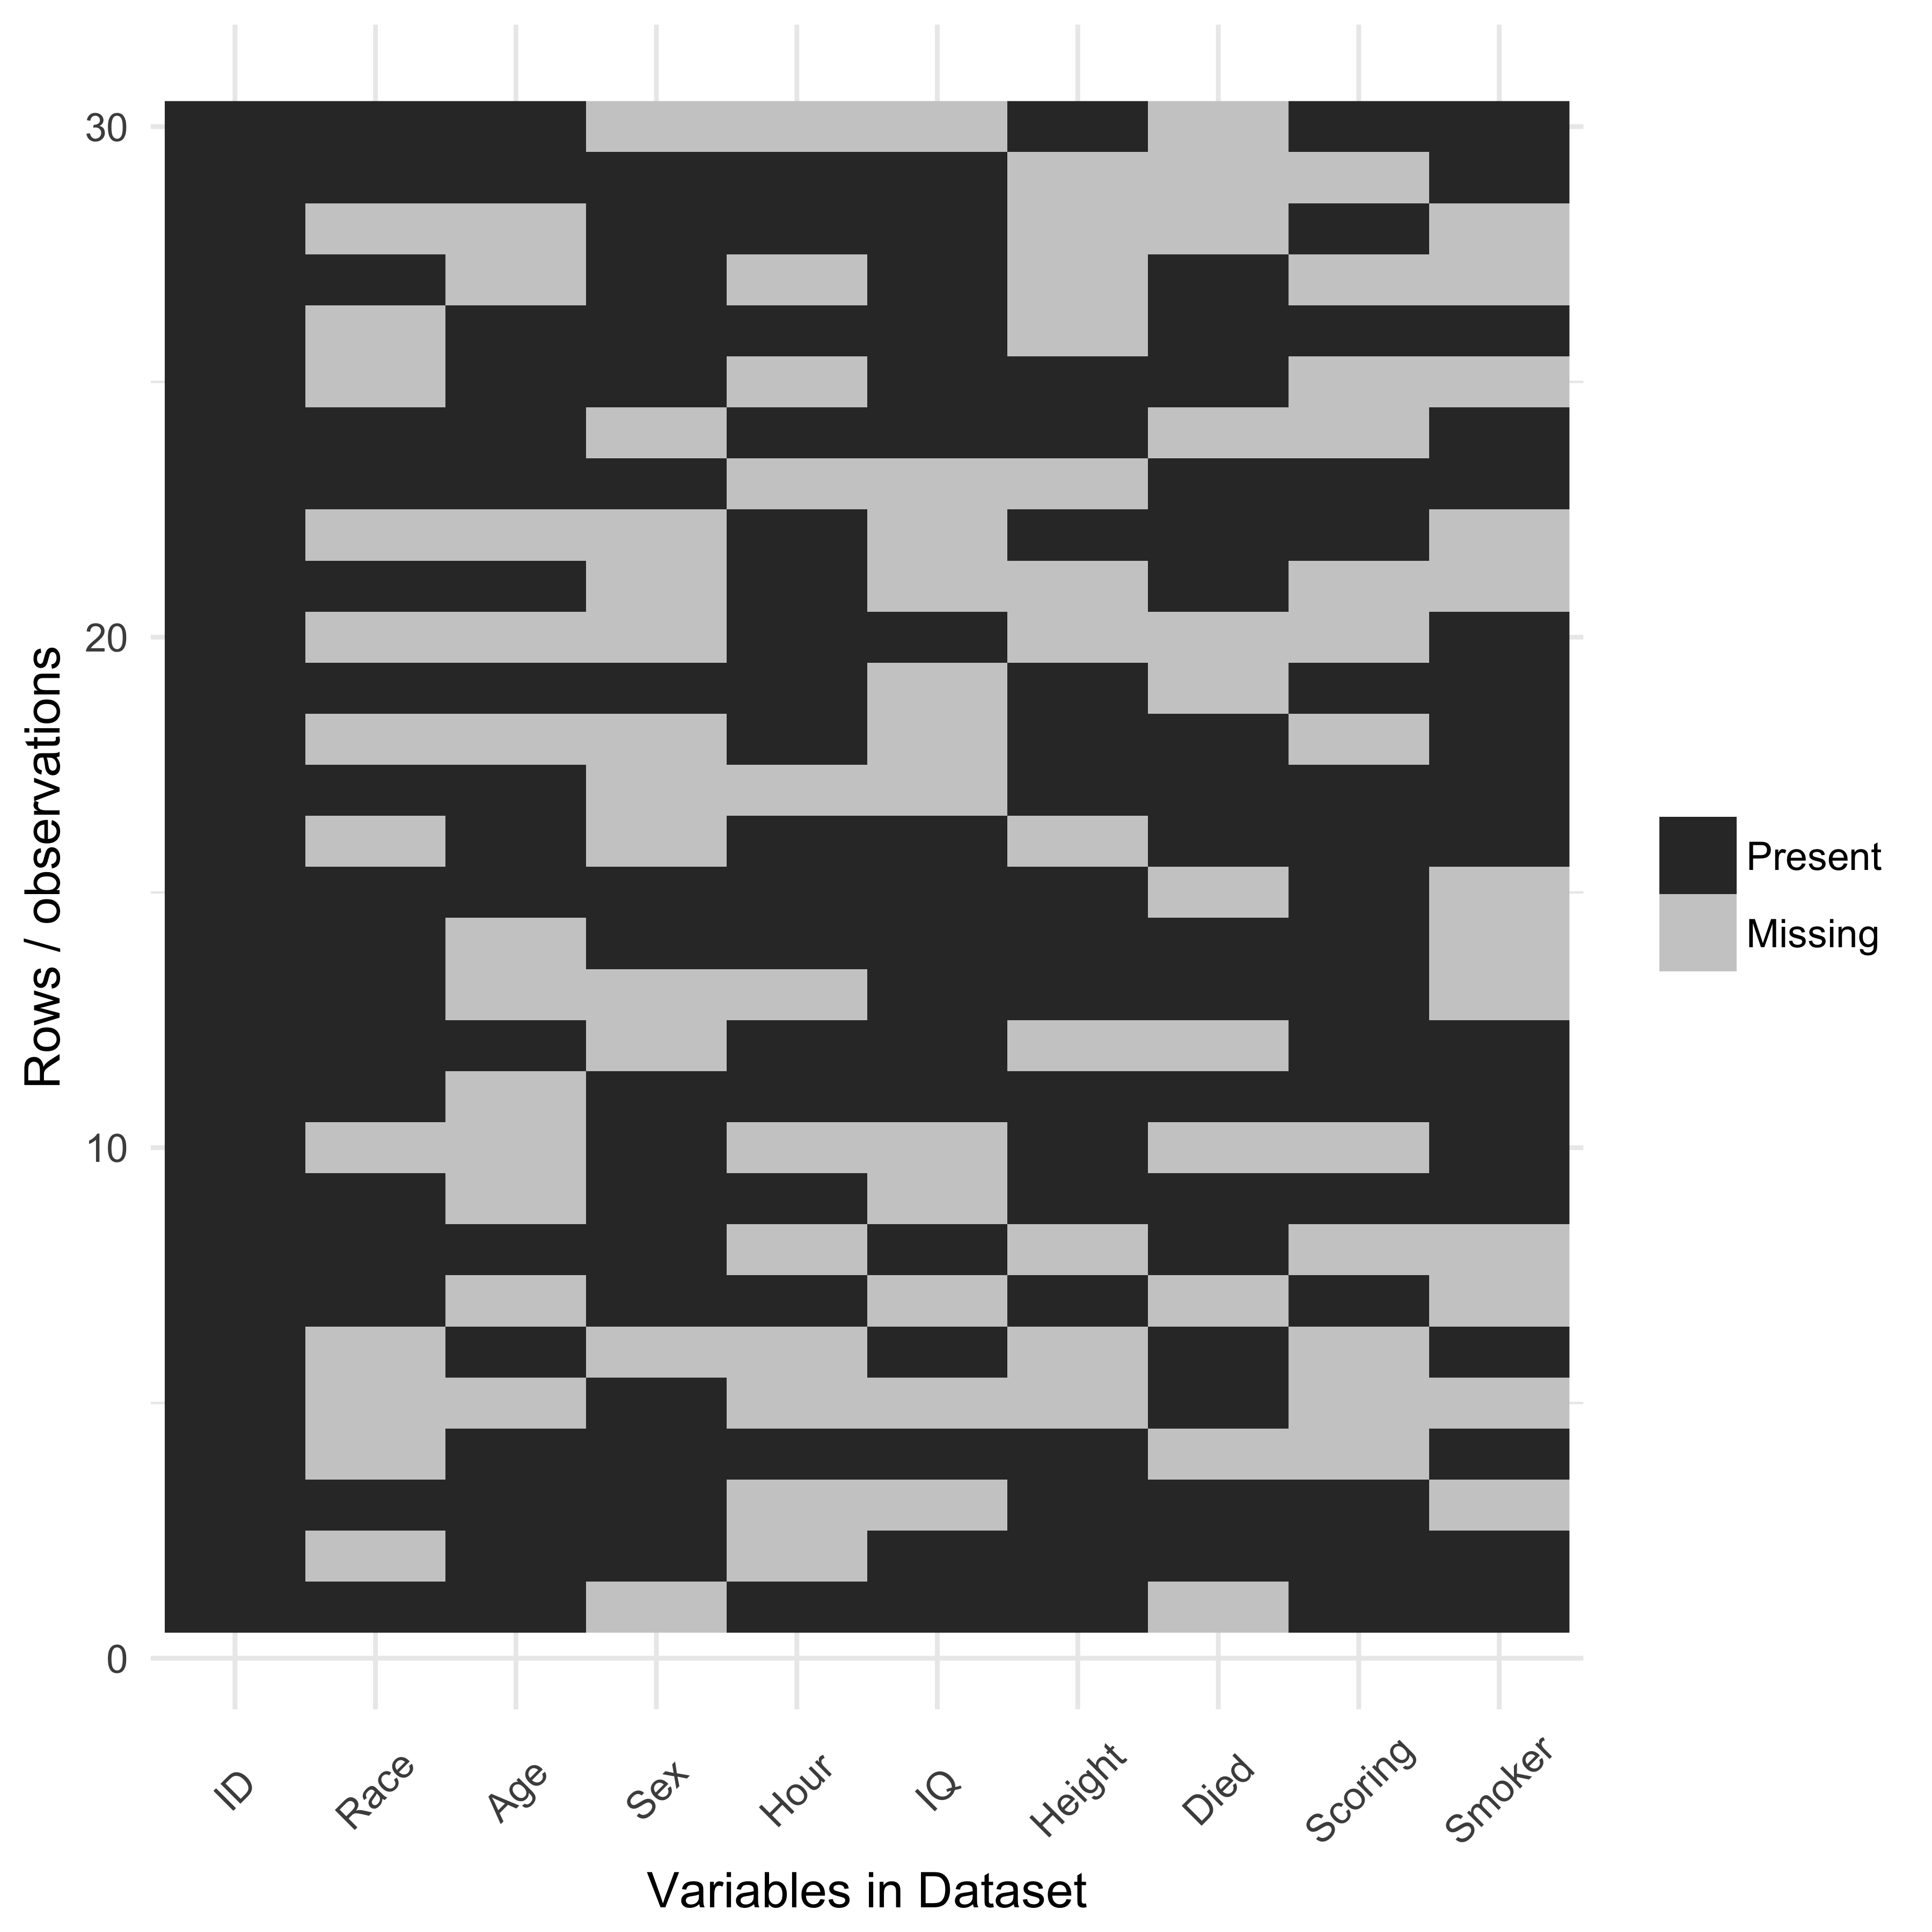 30
20
10
0
Rows / observations
ID
Race
Age
Sex
Hour
IQ
Height
Died
Scoring
Smoker
Variables in Dataset
Present
Missing